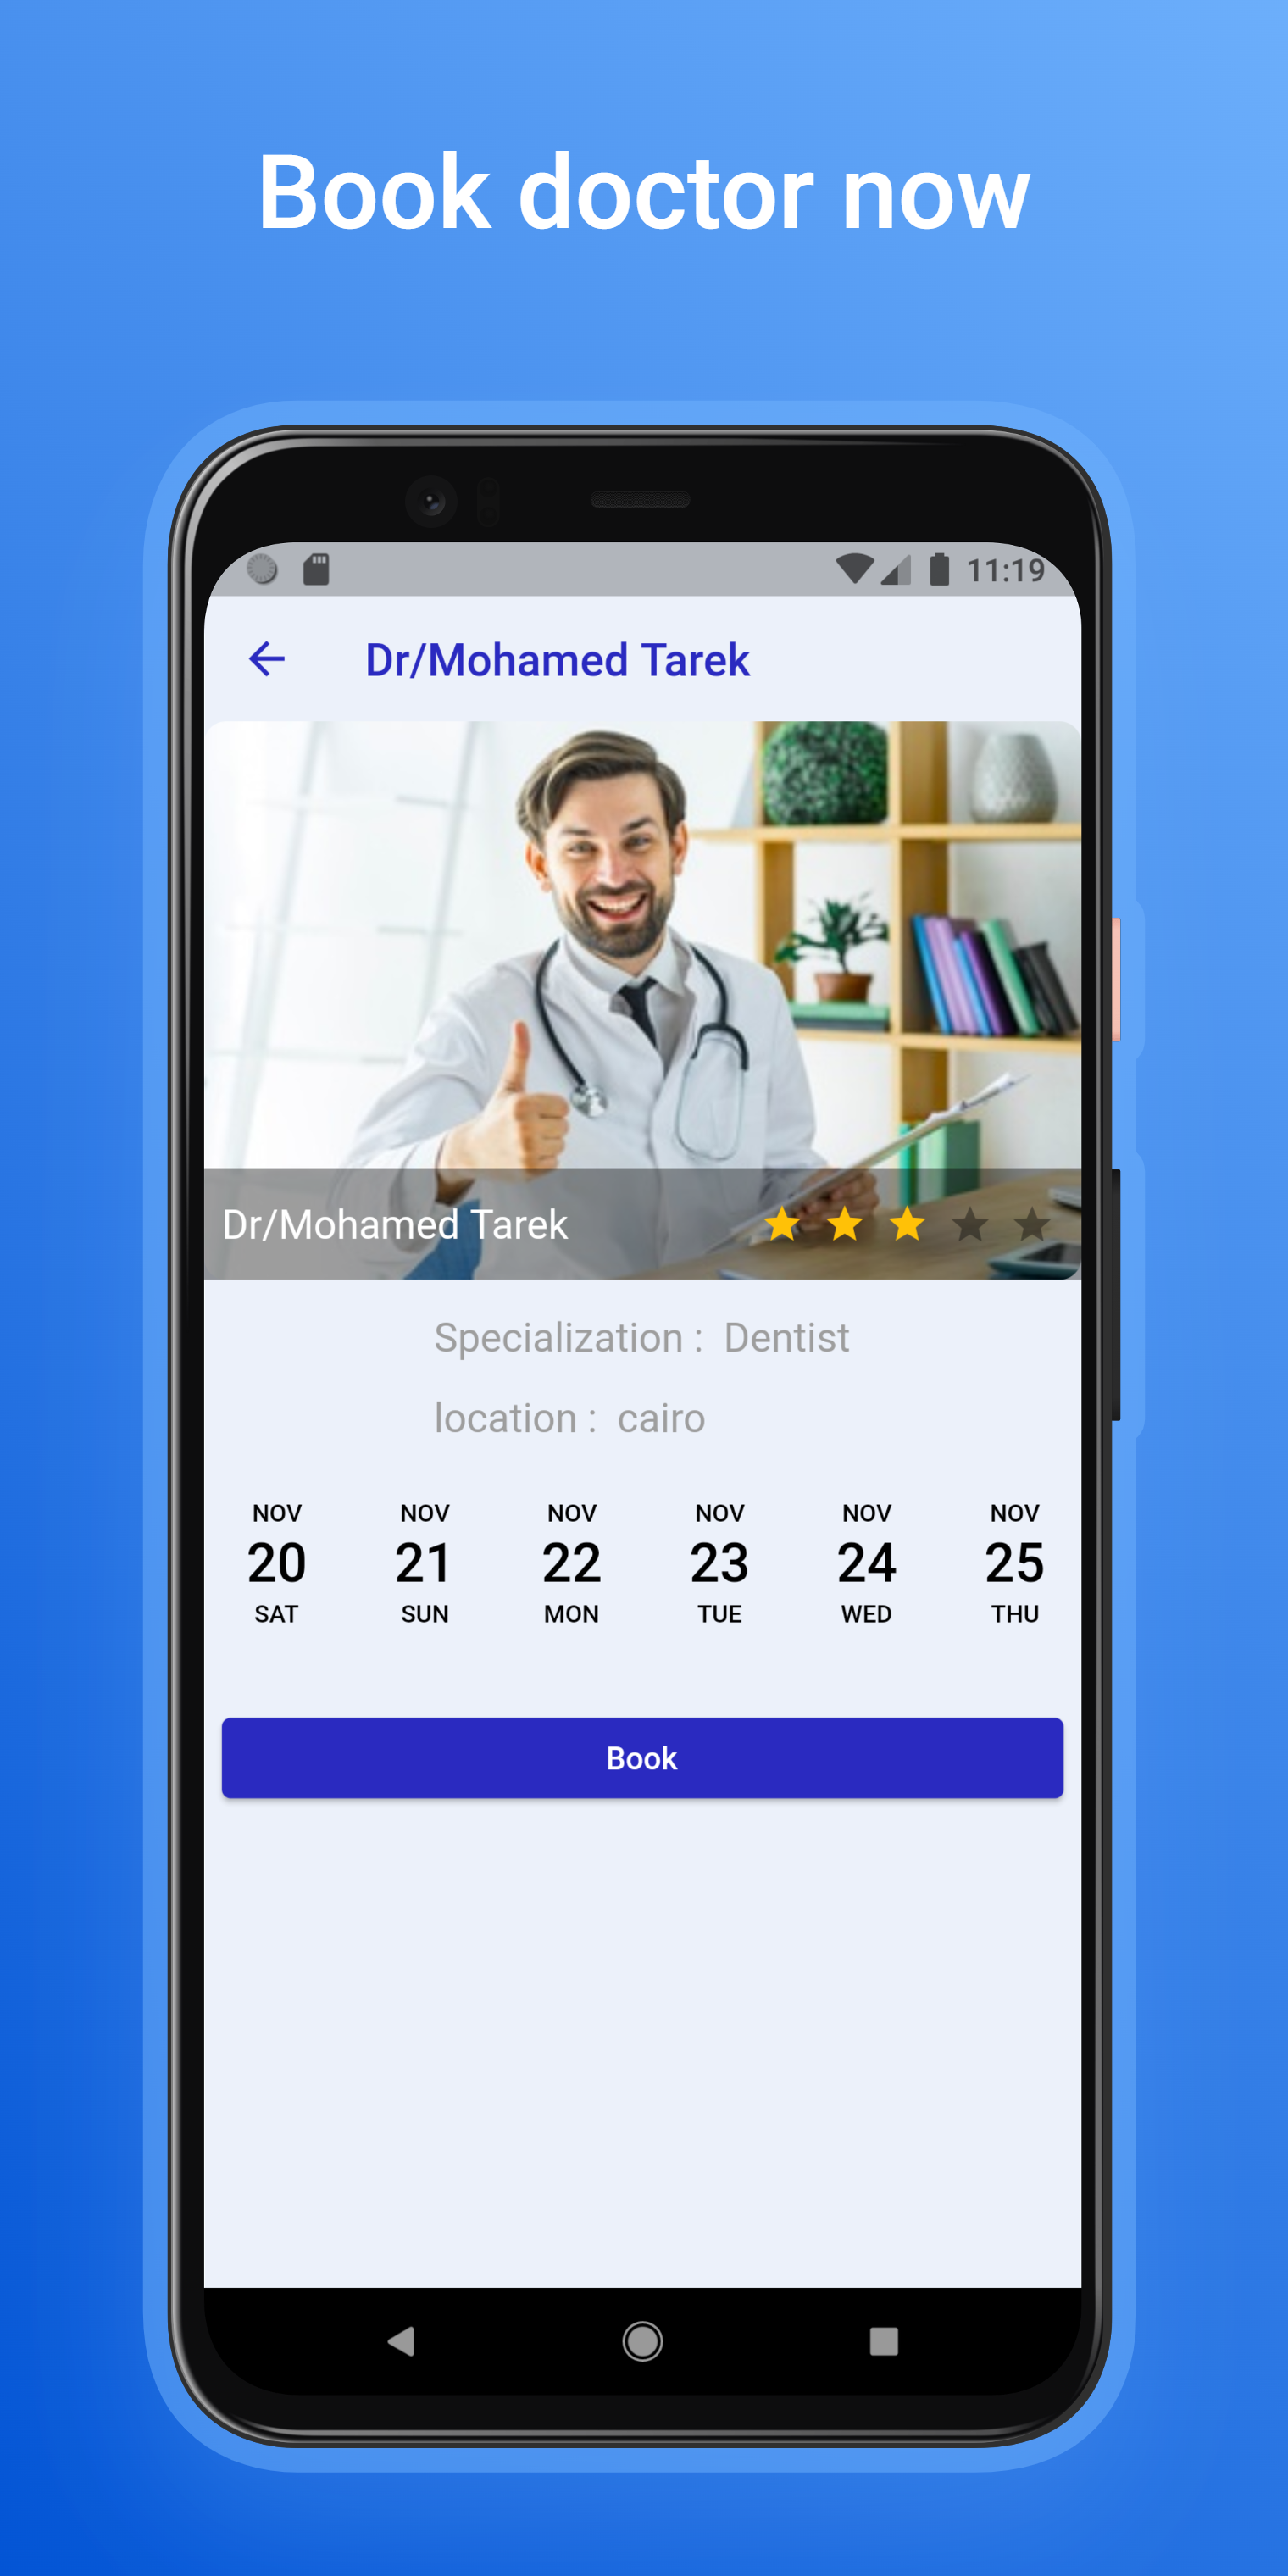 Book doctor now
11:19
Dr/Mohamed Tarek
Dr/Mohamed Tarek
Specialization : Dentist
location : cairo
NOV NOV NOV NOV NOV NOV
20 21 22 23 24 25
SAT SUN MON TUE WED THU
Book